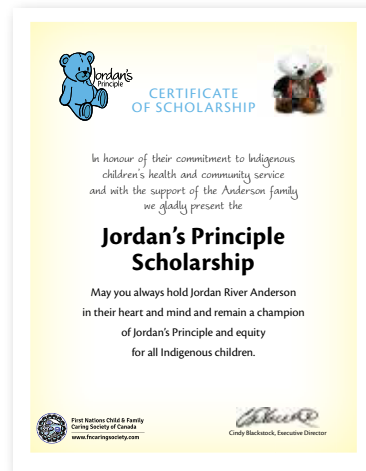 Jordan's
Principle
CERTIFICATE
OF SCHOLARSHIP
In honour of their commitment to Indigenous
children's health and community service
and with the support of the Anderson family
we gladly present the
Jordan's Principle
Scholarship
May you always hold Jordan River Anderson
in their heart and mind and remain a champion
of Jordan's Principle and equity
for all Indigenous children.
First Nations Child & Family
Caring Society of Canada
www.fncaringsociety.com
Cindy Blackstock, Executive Director